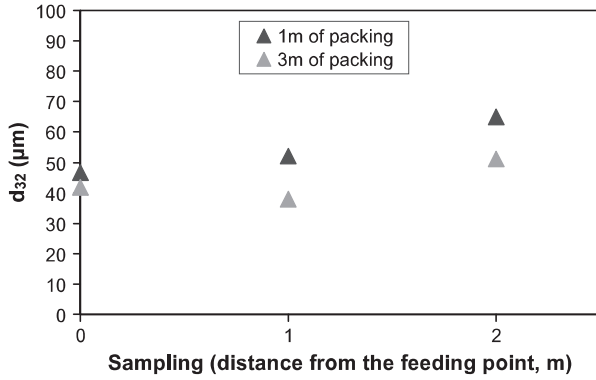 100
90
80
70
60
50
40
30
20
10
0
d32 (µm)
1m of packing
3m of packing
0 1 2
Sampling (distance from the feeding point, m)